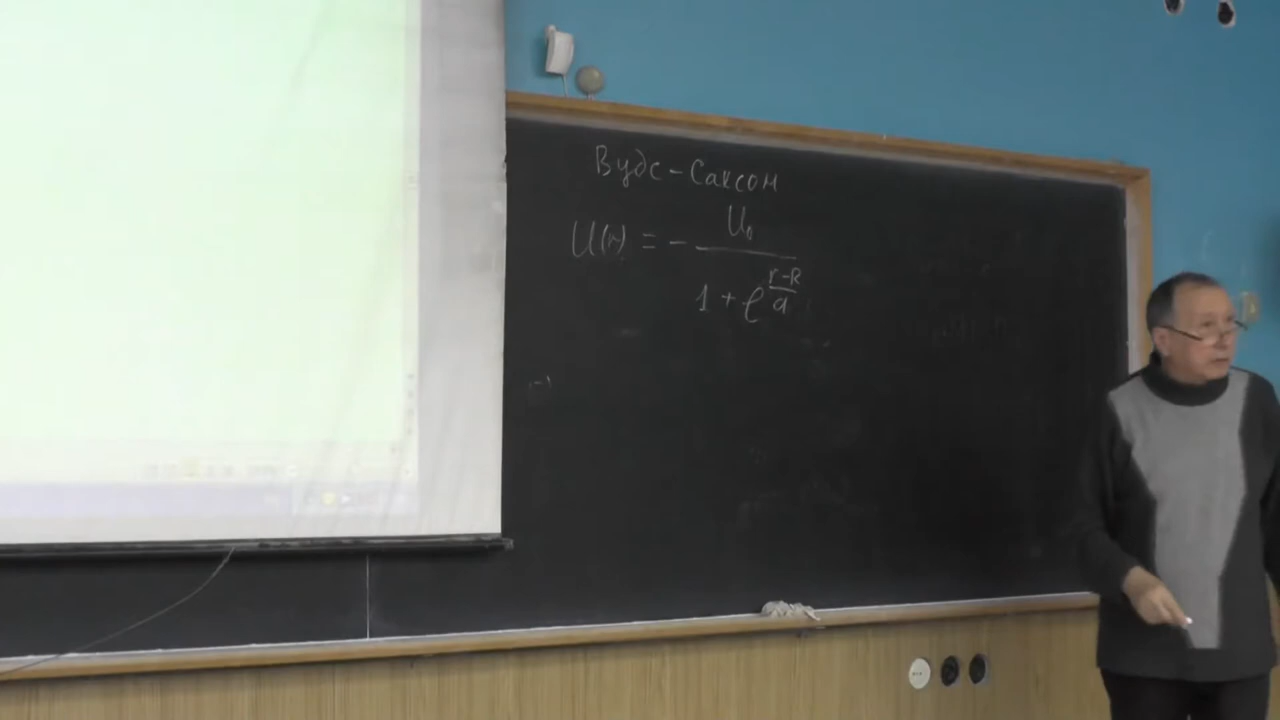 Вудс-Саксон
U(r) = - U₀ / (1 + e^((r-R)/a))